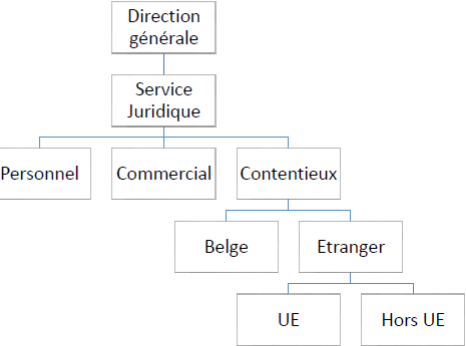 Direction
générale
Service
Juridique
Personnel
Commercial
Contentieux
Belge
Etranger
UE
Hors UE